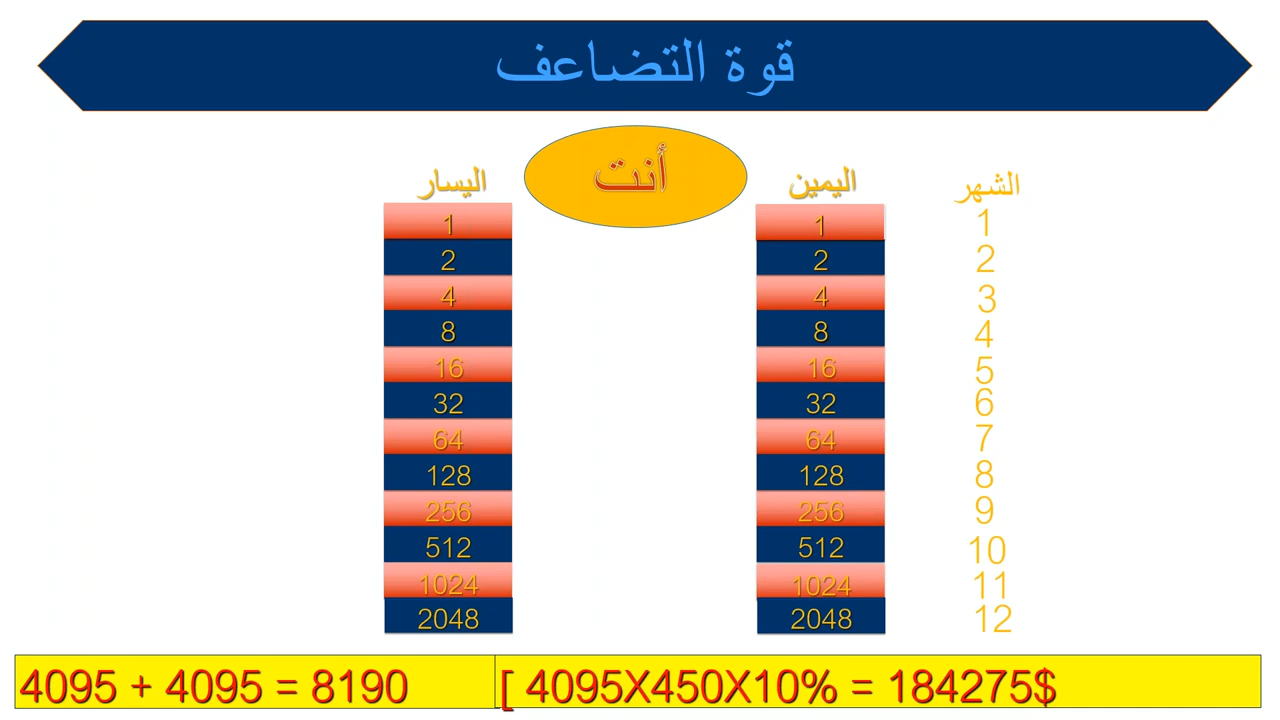 قوة التضاعف
أنت
الشهر اليمين اليسار
1 1 1
2 2 2
3 4 4
4 8 8
5 16 16
6 32 32
7 64 64
8 128 128
9 256 256
10 512 512
11 1024 1024
12 2048 2048
4095 + 4095 = 8190 [ 4095X450X10% = 184275$